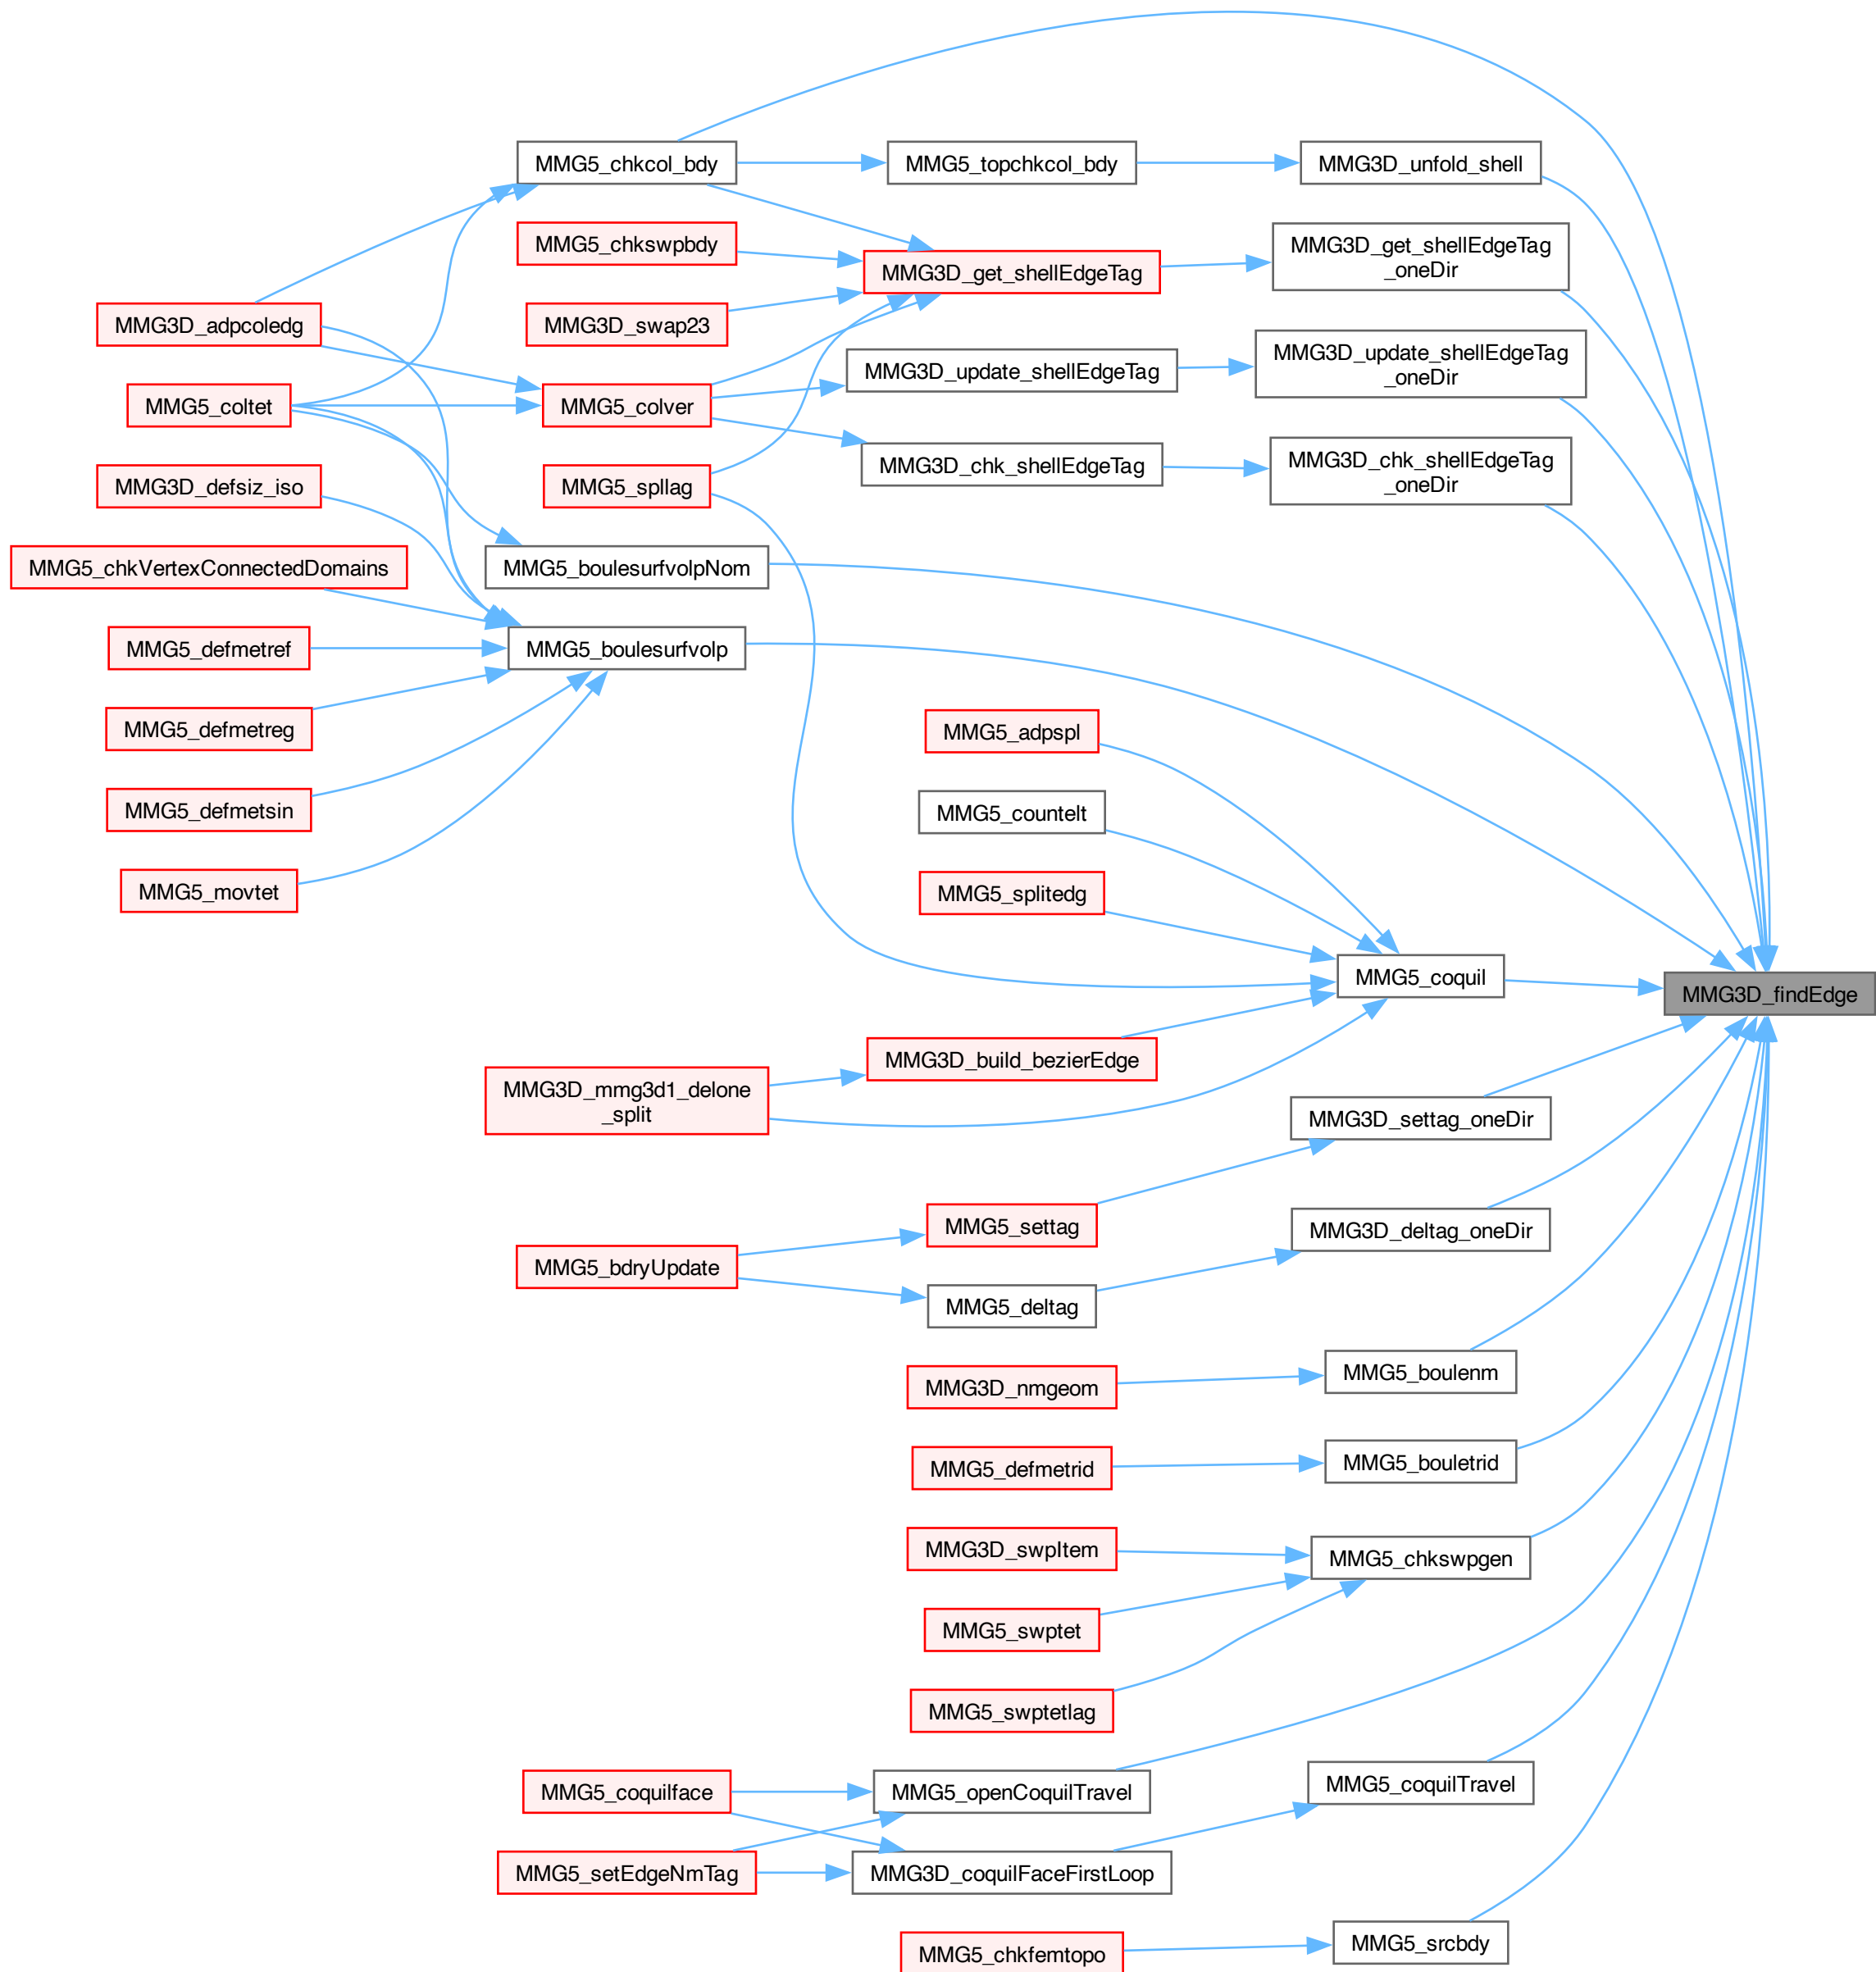 MMG5_chkcol_bdy
MMG5_topchkcol_bdy
MMG3D_unfold_shell
MMG5_chkswpbdy
MMG3D_get_shellEdgeTag
MMG3D_get_shellEdgeTag
_oneDir
MMG3D_adpcoledg
MMG3D_swap23
MMG3D_update_shellEdgeTag
MMG3D_update_shellEdgeTag
_oneDir
MMG5_coltet
MMG5_colver
MMG3D_chk_shellEdgeTag
MMG3D_chk_shellEdgeTag
_oneDir
MMG3D_defsiz_iso
MMG5_spllag
MMG5_chkVertexConnectedDomains
MMG5_boulesurfvolpNom
MMG5_defmetref
MMG5_boulesurfvolp
MMG5_defmetreg
MMG5_adpspl
MMG5_defmetsin
MMG5_countelt
MMG5_movtet
MMG5_splitedg
MMG5_coquil
MMG3D_findEdge
MMG3D_build_bezierEdge
MMG3D_mmg3d1_delone
_split
MMG3D_settag_oneDir
MMG5_settag
MMG3D_deltag_oneDir
MMG5_bdryUpdate
MMG5_deltag
MMG3D_nmgeom
MMG5_boulenm
MMG5_defmetrid
MMG5_bouletrid
MMG3D_swpItem
MMG5_chkswpgen
MMG5_swptet
MMG5_swptetlag
MMG5_coquilface
MMG5_openCoquilTravel
MMG5_coquilTravel
MMG5_setEdgeNmTag
MMG3D_coquilFaceFirstLoop
MMG5_chkfemtopo
MMG5_srcbdy